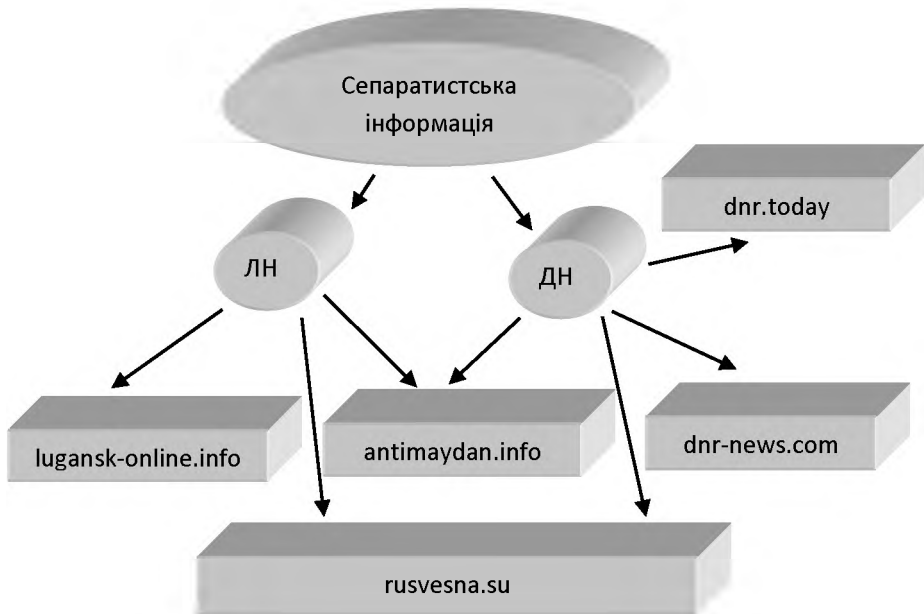 Сепаратистська
інформація
dnr.today
ЛН
ДН
lugansk-online.info
antimaydan.info
dnr-news.com
rusvesna.su